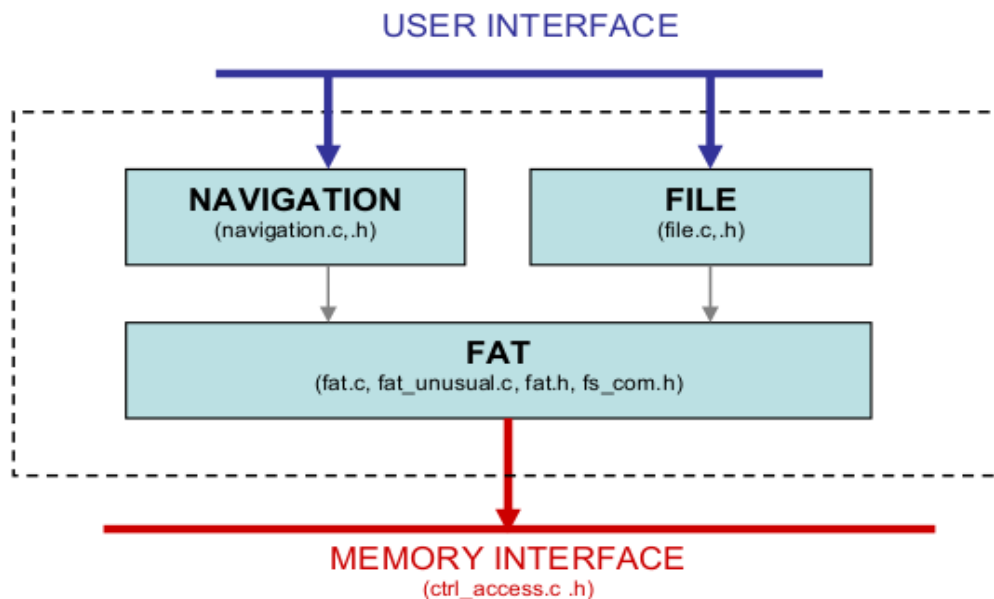 USER INTERFACE
NAVIGATION
(navigation.c,.h)
FILE
(file.c,.h)
FAT
(fat.c, fat_unusual.c, fat.h, fs_com.h)
MEMORY INTERFACE
(ctrl_access.c .h)